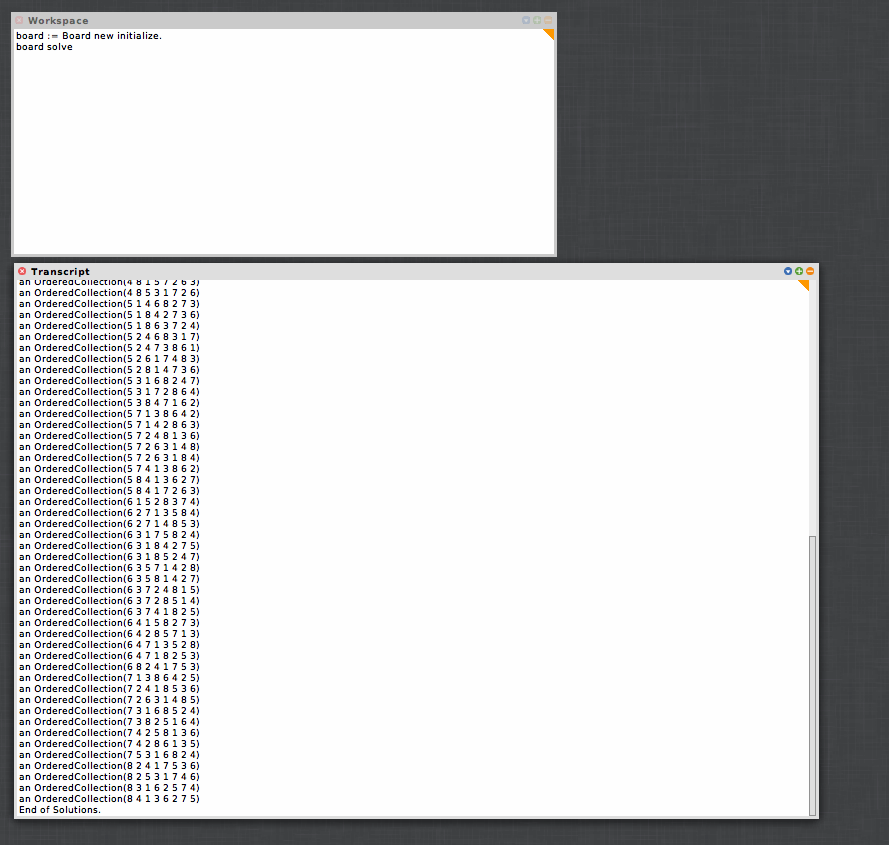 Workspace
board := Board new initialize.
board solve
Transcript
an OrderedCollection(4 8 1 5 7 2 6 3)
an OrderedCollection(4 8 5 3 1 7 2 6)
an OrderedCollection(5 1 4 6 8 2 7 3)
an OrderedCollection(5 1 8 4 2 7 3 6)
an OrderedCollection(5 1 8 6 3 7 2 4)
an OrderedCollection(5 2 4 6 8 3 1 7)
an OrderedCollection(5 2 4 7 3 8 6 1)
an OrderedCollection(5 2 6 1 7 4 8 3)
an OrderedCollection(5 2 8 1 4 7 3 6)
an OrderedCollection(5 3 1 6 8 2 4 7)
an OrderedCollection(5 3 1 7 2 8 6 4)
an OrderedCollection(5 3 8 4 7 1 6 2)
an OrderedCollection(5 7 1 3 8 6 4 2)
an OrderedCollection(5 7 1 4 2 8 6 3)
an OrderedCollection(5 7 2 4 8 1 3 6)
an OrderedCollection(5 7 2 6 3 1 4 8)
an OrderedCollection(5 7 2 6 3 1 8 4)
an OrderedCollection(5 7 4 1 3 8 6 2)
an OrderedCollection(5 8 4 1 3 6 2 7)
an OrderedCollection(5 8 4 1 7 2 6 3)
an OrderedCollection(6 1 5 2 8 3 7 4)
an OrderedCollection(6 2 7 1 3 5 8 4)
an OrderedCollection(6 2 7 1 4 8 5 3)
an OrderedCollection(6 3 1 7 5 8 2 4)
an OrderedCollection(6 3 1 8 4 2 7 5)
an OrderedCollection(6 3 1 8 5 2 4 7)
an OrderedCollection(6 3 5 7 1 4 2 8)
an OrderedCollection(6 3 5 8 1 4 2 7)
an OrderedCollection(6 3 7 2 4 8 1 5)
an OrderedCollection(6 3 7 2 8 5 1 4)
an OrderedCollection(6 3 7 4 1 8 2 5)
an OrderedCollection(6 4 1 5 8 2 7 3)
an OrderedCollection(6 4 2 8 5 7 1 3)
an OrderedCollection(6 4 7 1 3 5 2 8)
an OrderedCollection(6 4 7 1 8 2 5 3)
an OrderedCollection(6 8 2 4 1 7 5 3)
an OrderedCollection(7 1 3 8 6 4 2 5)
an OrderedCollection(7 2 4 1 8 5 3 6)
an OrderedCollection(7 2 6 3 1 4 8 5)
an OrderedCollection(7 3 1 6 8 5 2 4)
an OrderedCollection(7 3 8 2 5 1 6 4)
an OrderedCollection(7 4 2 5 8 1 3 6)
an OrderedCollection(7 4 2 8 6 1 3 5)
an OrderedCollection(7 5 3 1 6 8 2 4)
an OrderedCollection(8 2 4 1 7 5 3 6)
an OrderedCollection(8 2 5 3 1 7 4 6)
an OrderedCollection(8 3 1 6 2 5 7 4)
an OrderedCollection(8 4 1 3 6 2 7 5)
End of Solutions.